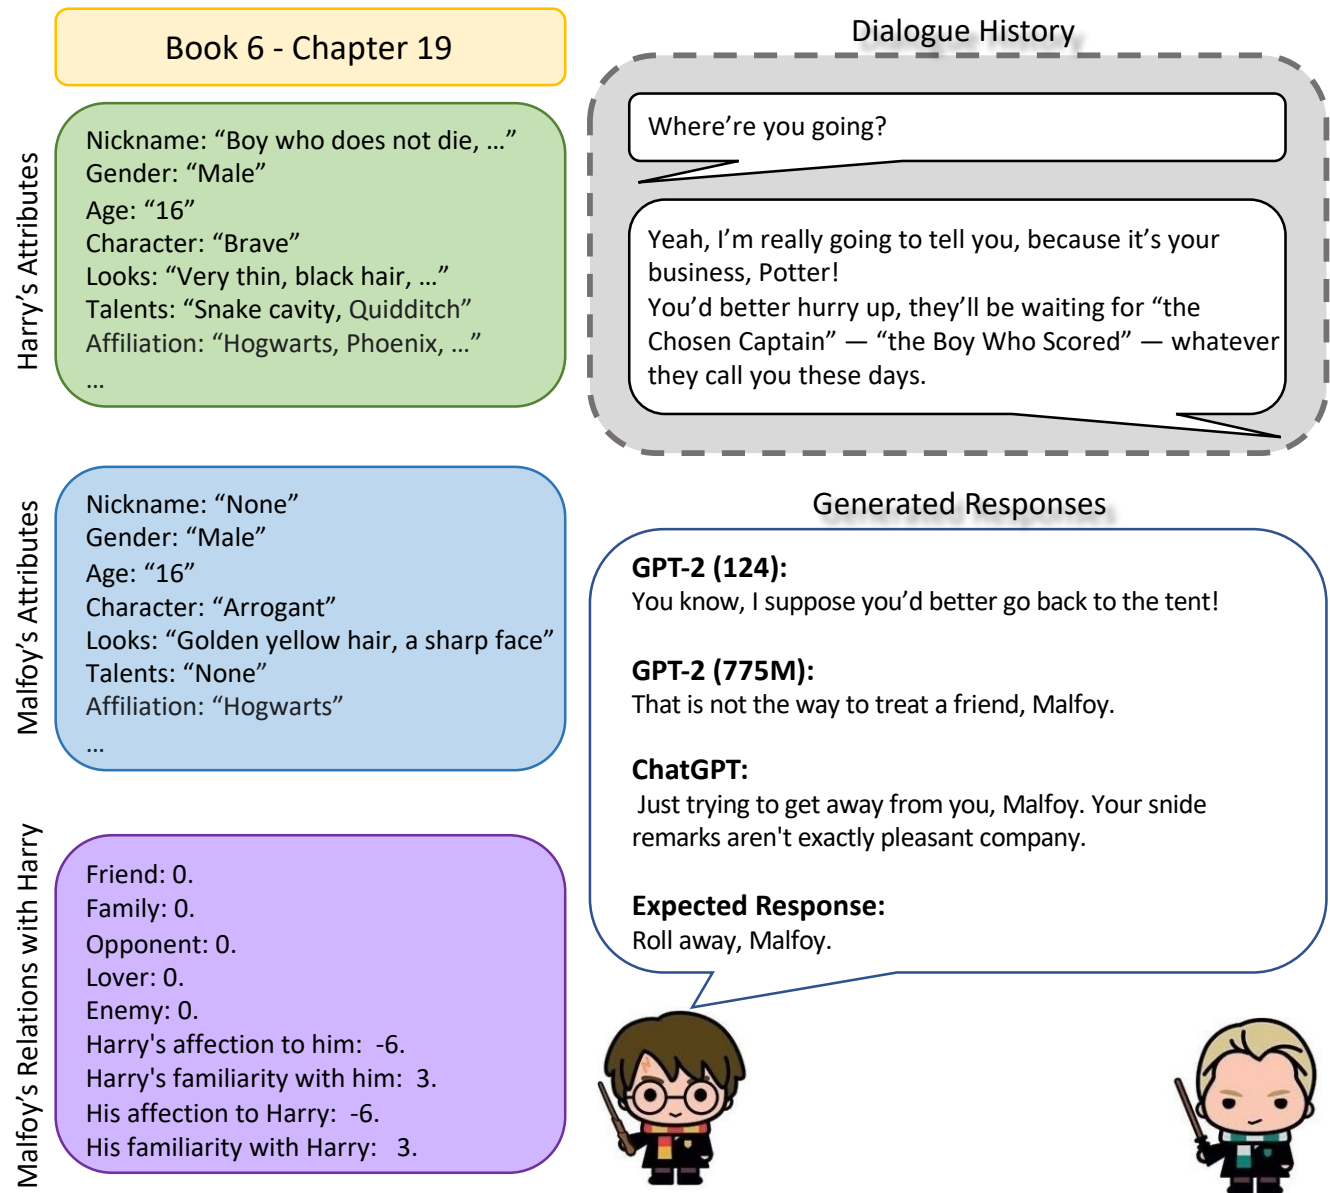 Book 6 - Chapter 19
Harry's Attributes
Nickname: “Boy who does not die, …”
Gender: “Male”
Age: “16”
Character: “Brave”
Looks: “Very thin, black hair, …”
Talents: “Snake cavity, Quidditch”
Affiliation: “Hogwarts, Phoenix, …”
…
Malfoy's Attributes
Nickname: “None”
Gender: “Male”
Age: “16”
Character: “Arrogant”
Looks: “Golden yellow hair, a sharp face”
Talents: “None”
Affiliation: “Hogwarts”
…
Malfoy's Relations with Harry
Friend: 0.
Family: 0.
Opponent: 0.
Lover: 0.
Enemy: 0.
Harry's affection to him: -6.
Harry's familiarity with him: 3.
His affection to Harry: -6.
His familiarity with Harry: 3.
Dialogue History
Where’re you going?
Yeah, I’m really going to tell you, because it’s your
business, Potter!
You’d better hurry up, they’ll be waiting for “the
Chosen Captain” — “the Boy Who Scored” — whatever
they call you these days.
Generated Responses
GPT-2 (124):
You know, I suppose you’d better go back to the tent!
GPT-2 (775M):
That is not the way to treat a friend, Malfoy.
ChatGPT:
Just trying to get away from you, Malfoy. Your snide
remarks aren't exactly pleasant company.
Expected Response:
Roll away, Malfoy.